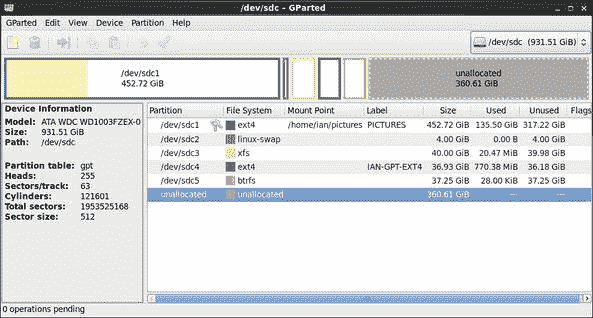 /dev/sdc - GParted
GParted Edit View Device Partition Help
/dev/sdc (931.51 GiB)
/dev/sdc1
452.72 GiB
unallocated
360.61 GiB
Device Information
Model: ATA WDC WD1003FZEX-0
Size: 931.51 GiB
Path: /dev/sdc
Partition table: gpt
Heads: 255
Sectors/track: 63
Cylinders: 121601
Total sectors: 1953525168
Sector size: 512
Partition File System Mount Point Label Size Used Unused Flags
/dev/sdc1 ext4 /home/ian/pictures PICTURES 452.72 GiB 135.50 GiB 317.22 GiB
/dev/sdc2 linux-swap 4.00 GiB 0.00 B 4.00 GiB
/dev/sdc3 xfs 40.00 GiB 20.47 MiB 39.98 GiB
/dev/sdc4 ext4 IAN-GPT-EXT4 36.93 GiB 770.38 MiB 36.18 GiB
/dev/sdc5 btrfs 37.25 GiB 28.00 KiB 37.25 GiB
unallocated unallocated 360.61 GiB --- ---
0 operations pending